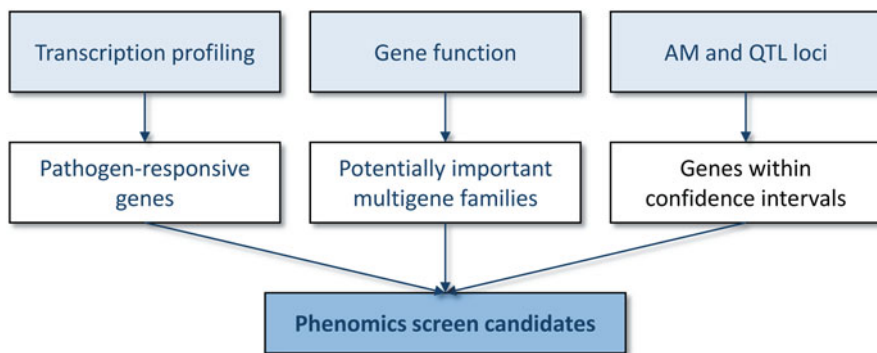 Transcription profiling
Gene function
AM and QTL loci
Pathogen-responsive
genes
Potentially important
multigene families
Genes within
confidence intervals
Phenomics screen candidates